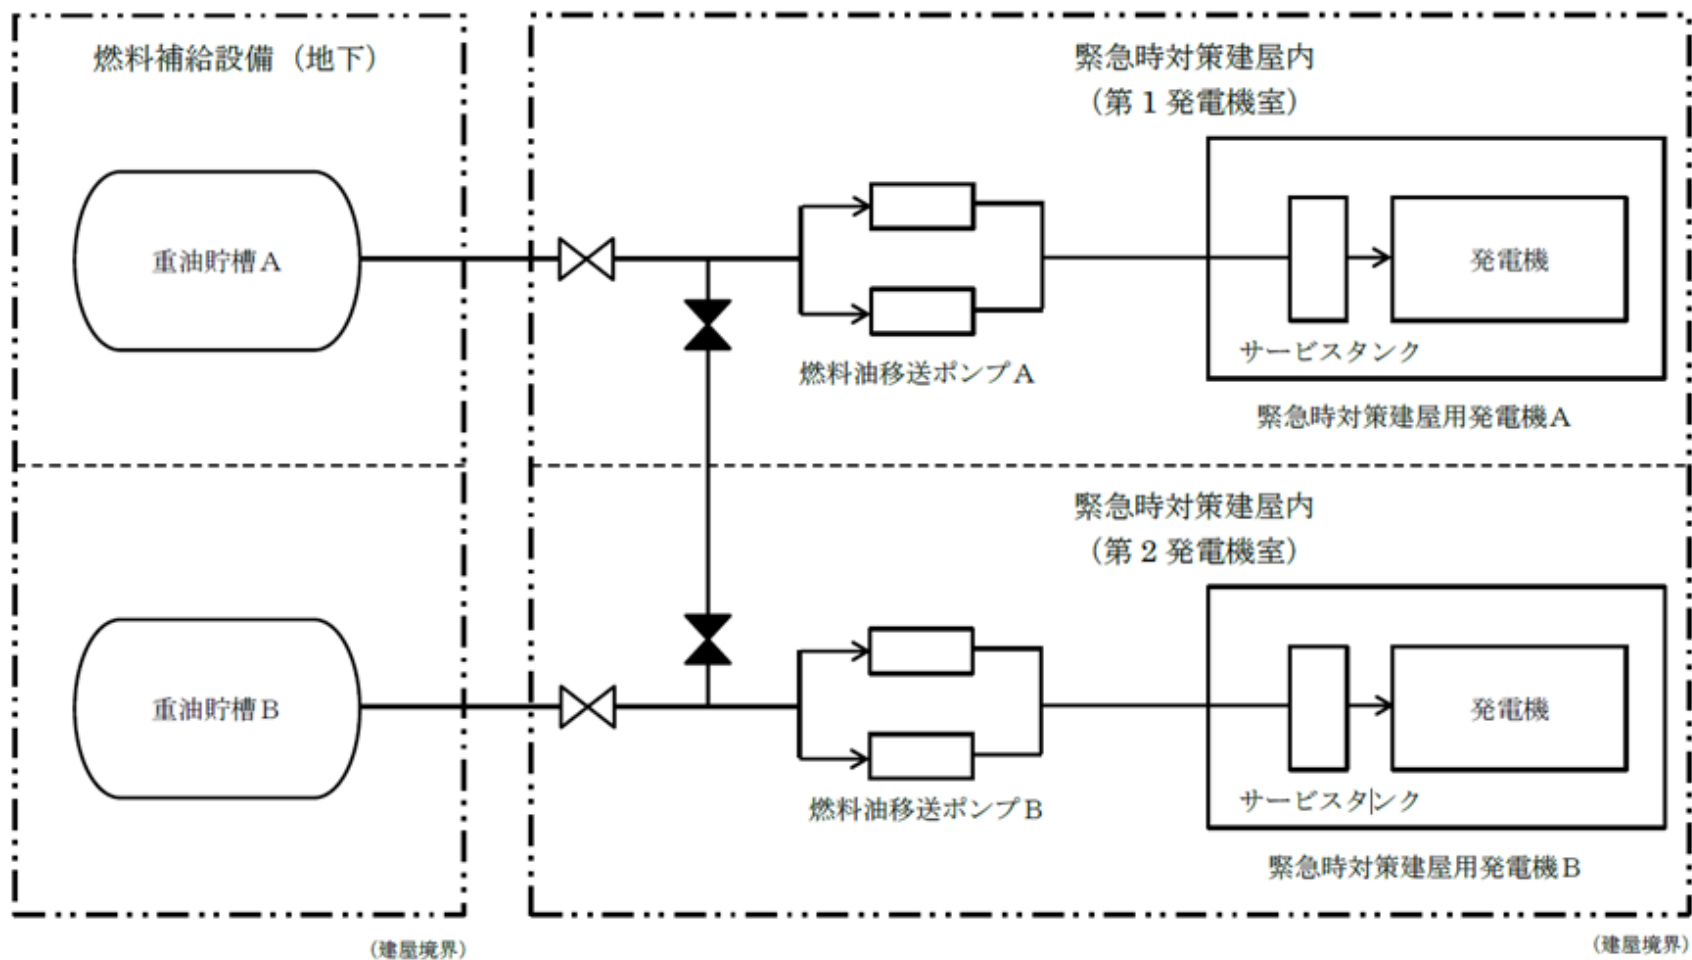 燃料補給設備（地下）
緊急時対策建屋内
（第１発電機室）
重油貯槽Ａ
発電機
サービスタンク
燃料油移送ポンプＡ
緊急時対策建屋用発電機Ａ
緊急時対策建屋内
（第２発電機室）
重油貯槽Ｂ
発電機
サービスタンク
燃料油移送ポンプＢ
緊急時対策建屋用発電機Ｂ
（建屋境界）
（建屋境界）